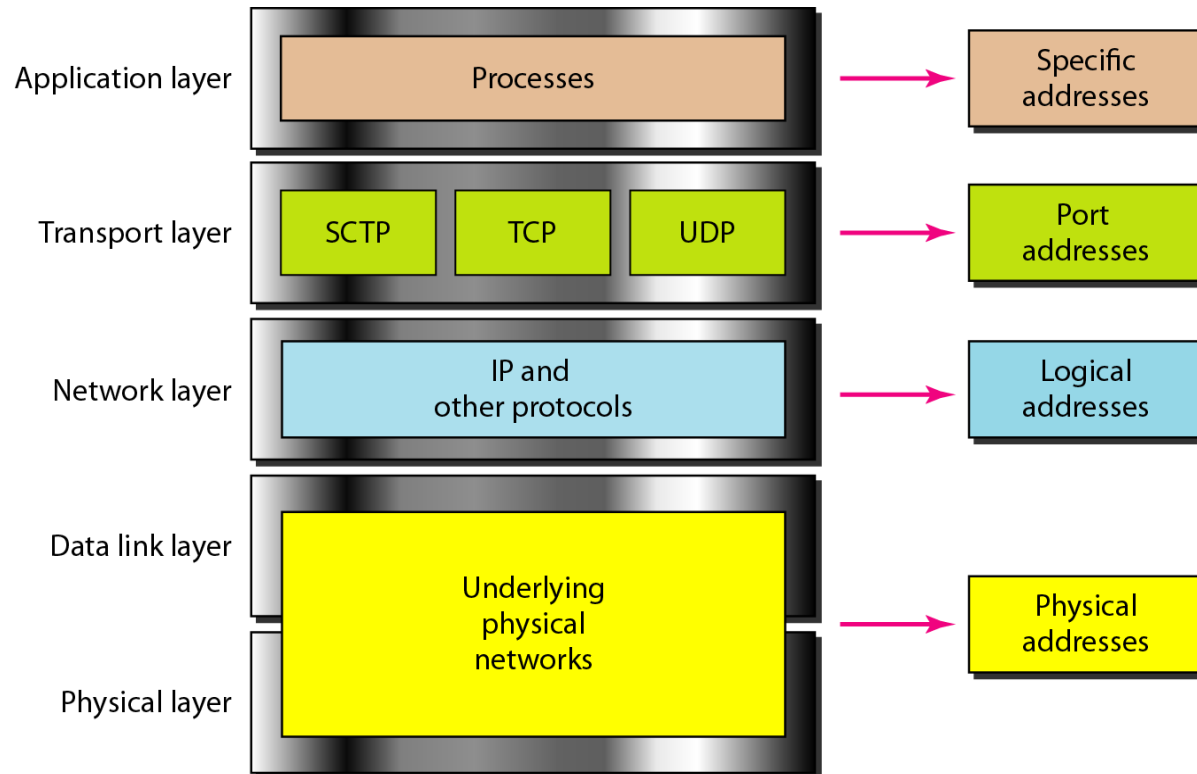 Application layer
Processes
Specific
addresses
Transport layer
SCTP
TCP
UDP
Port
addresses
Network layer
IP and
other protocols
Logical
addresses
Data link layer
Underlying
physical
networks
Physical
addresses
Physical layer